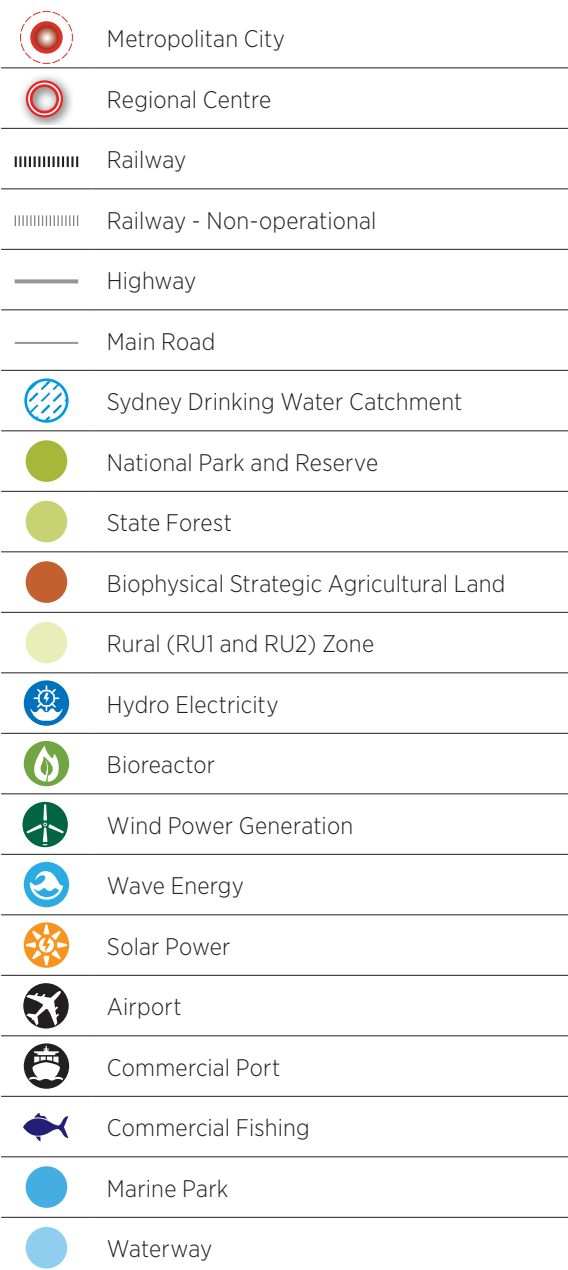 Metropolitan City
Regional Centre
Railway
Railway - Non-operational
Highway
Main Road
Sydney Drinking Water Catchment
National Park and Reserve
State Forest
Biophysical Strategic Agricultural Land
Rural (RU1 and RU2) Zone
Hydro Electricity
Bioreactor
Wind Power Generation
Wave Energy
Solar Power
Airport
Commercial Port
Commercial Fishing
Marine Park
Waterway